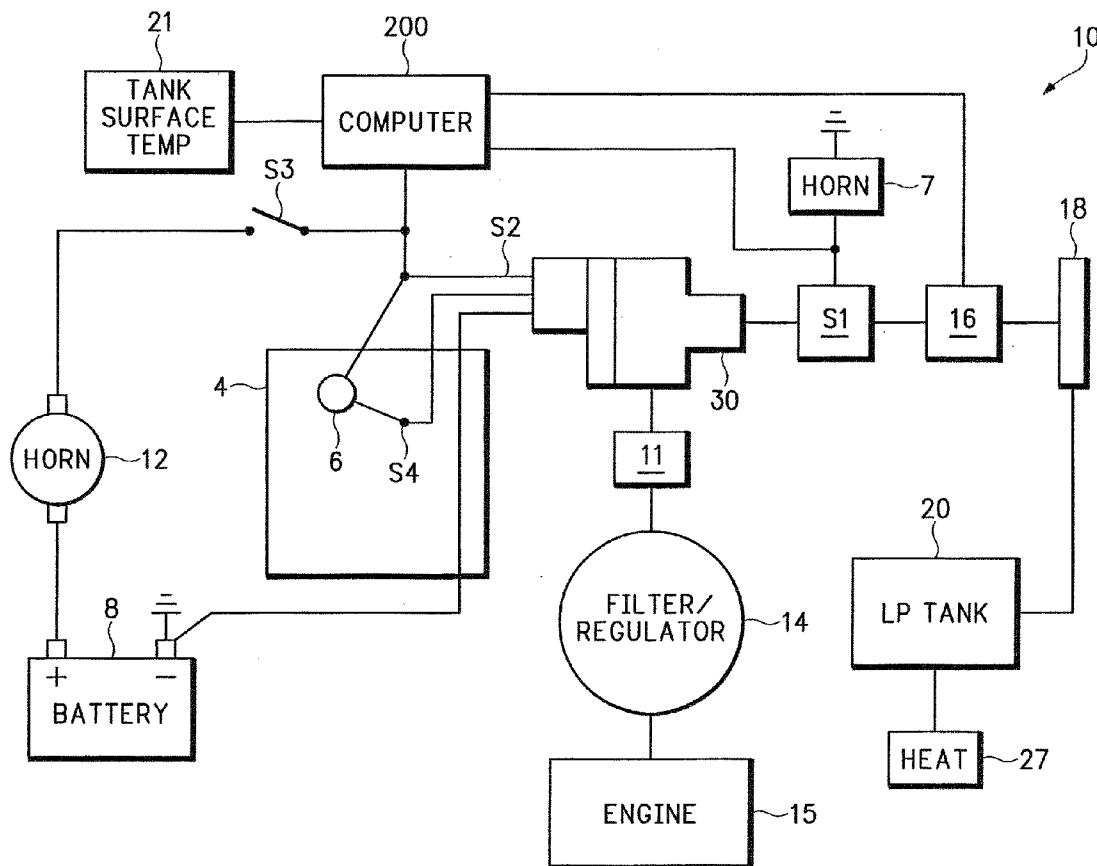 21
200
10
TANK
SURFACE
TEMP
COMPUTER
HORN
7
S3
S2
18
S1
16
4
30
6
S4
HORN
12
11
20
8
FILTER/
REGULATOR
14
LP TANK
+
−
BATTERY
HEAT
27
ENGINE
15